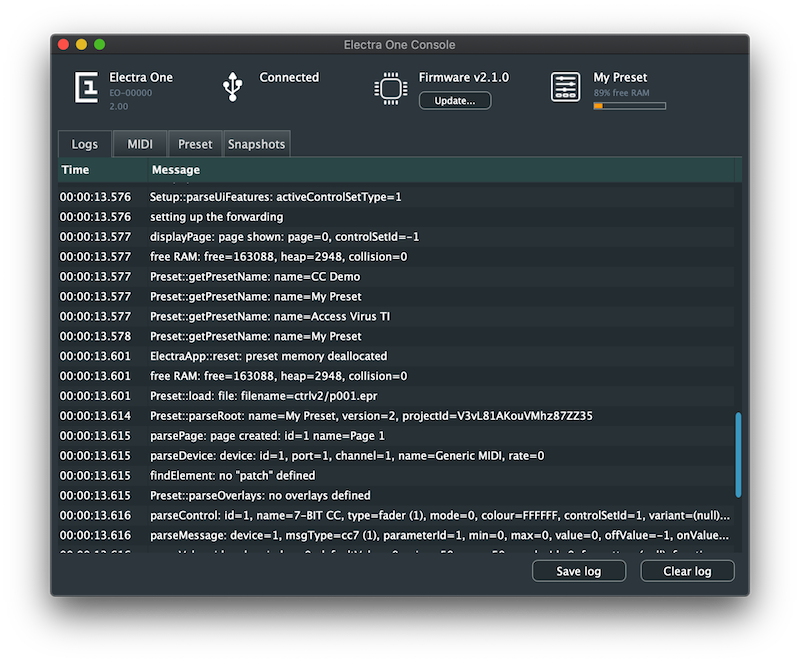 Electra One Console
Electra One
EO-00000
2.00
Connected
Firmware v2.1.0
Update...
My Preset
89% free RAM
Logs MIDI Preset Snapshots
Time Message
00:00:13.576 Setup::parseUiFeatures: activeControlSetType=1
00:00:13.576 setting up the forwarding
00:00:13.577 displayPage: page shown: page=0, controlSetId=-1
00:00:13.577 free RAM: free=163088, heap=2948, collision=0
00:00:13.577 Preset::getPresetName: name=CC Demo
00:00:13.577 Preset::getPresetName: name=My Preset
00:00:13.577 Preset::getPresetName: name=Access Virus TI
00:00:13.578 Preset::getPresetName: name=My Preset
00:00:13.601 ElectraApp::reset: preset memory deallocated
00:00:13.601 free RAM: free=163088, heap=2948, collision=0
00:00:13.601 Preset::load: file: filename=ctrlv2/p001.epr
00:00:13.614 Preset::parseRoot: name=My Preset, version=2, projectId=V3vL81AKouVMhz87ZZ35
00:00:13.615 parsePage: page created: id=1 name=Page 1
00:00:13.615 parseDevice: device: id=1, port=1, channel=1, name=Generic MIDI, rate=0
00:00:13.615 findElement: no "patch" defined
00:00:13.615 Preset::parseOverlays: no overlays defined
00:00:13.616 parseControl: id=1, name=7-BIT CC, type=fader (1), mode=0, colour=FFFFFF, controlSetId=1, variant=(null)...
00:00:13.616 parseMessage: device=1, msgType=cc7 (1), parameterId=1, min=0, max=0, value=0, offValue=-1, onValue...
00:00:13.616
Save log Clear log